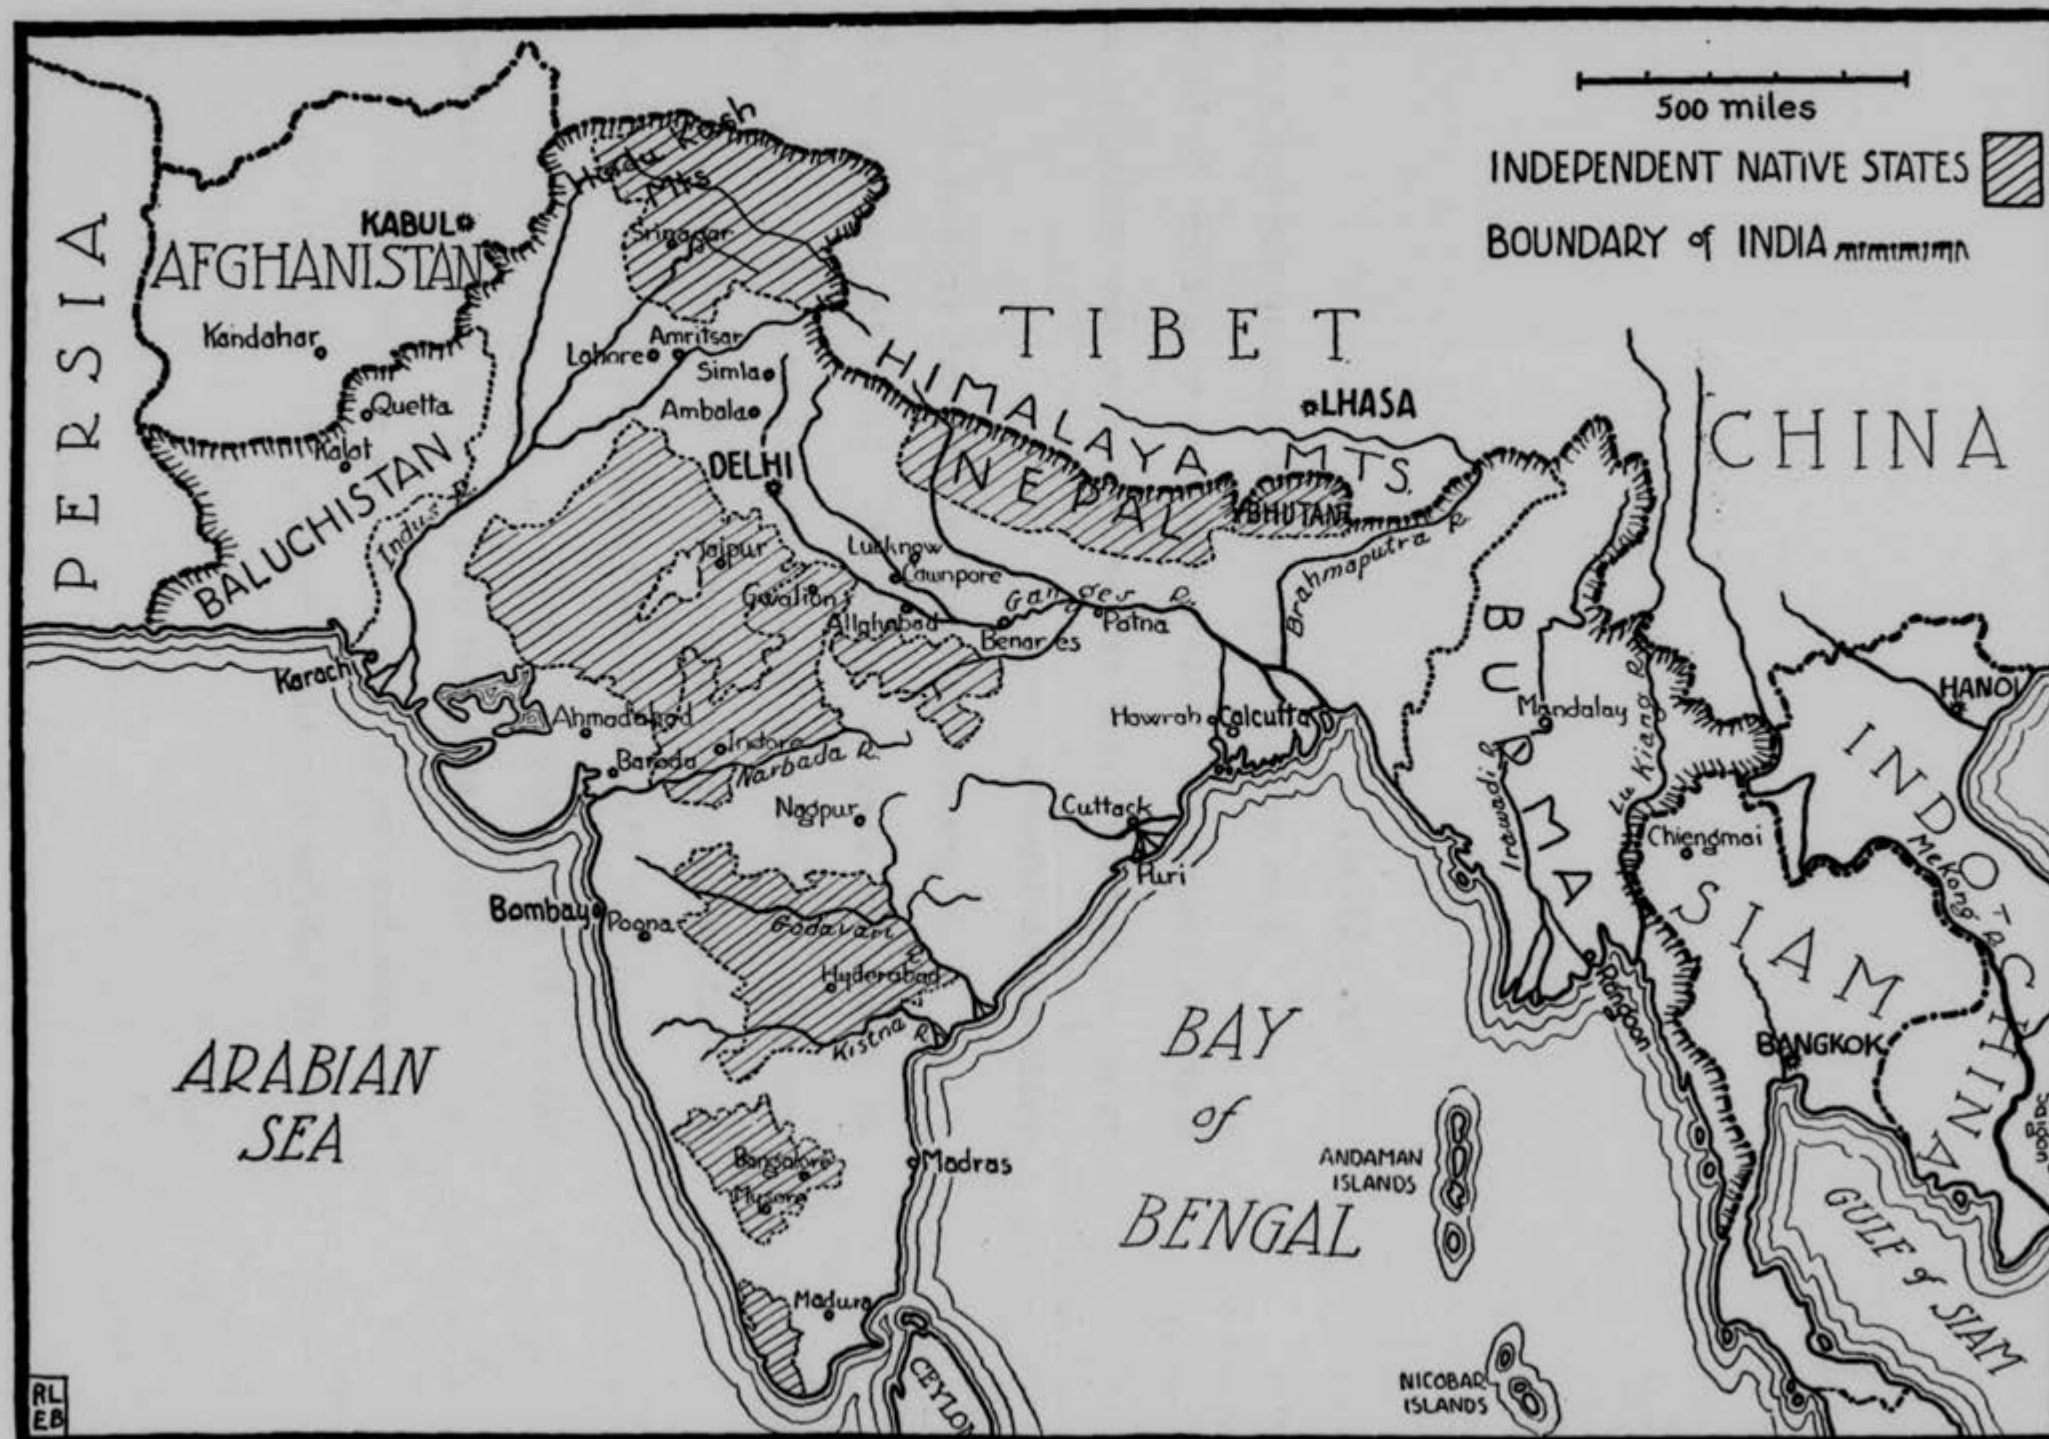 500 miles
INDEPENDENT NATIVE STATES
BOUNDARY of INDIA
PERSIA
AFGHANISTAN
KABUL
Kandahar
Quetta
Kalat
BALUCHISTAN
Indus R.
Karachi
Hindu Kosh
Mts
Srinagar
Lahore
Amritsar
Simla
Ambala
DELHI
TIBET
LHASA
HIMALAYA MTS.
NEPAL
BHUTAN
CHINA
Jaipur
Lucknow
Cawnpore
Gwalior
Allghabad
Benares
Ganges R.
Patna
Brahmaputra R.
Ahmadabad
Baroda
Indore
Narbada R.
Nagpur
Howrah
Calcutta
Cuttack
Puri
BURMA
Mandalay
Irawadi R.
Lu Kiang R.
Rangoon
HANOI
INDO CHINA
Chiengmai
SIAM
MeKong R.
BANGKOK
Saigon
GULF of SIAM
Bombay
Poona
Godavari R.
Hyderabad
Kistna R.
ARABIAN
SEA
BAY
of
BENGAL
Bangalore
Mysore
Madras
Madura
CEYLON
ANDAMAN
ISLANDS
NICOBAR
ISLANDS
RL
EB